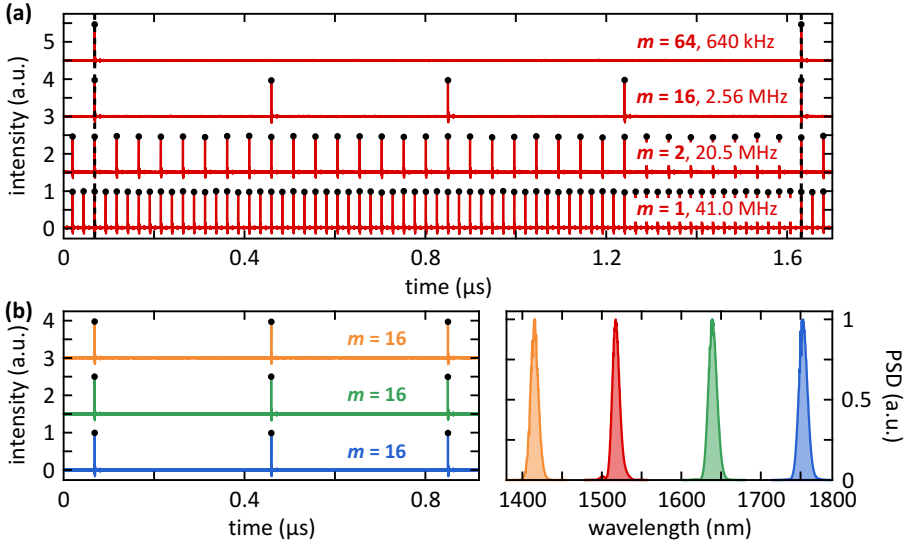 (a)
5
4
3
2
1
0
intensity (a.u.)
m = 64, 640 kHz
m = 16, 2.56 MHz
m = 2, 20.5 MHz
m = 1, 41.0 MHz
0 0.4 0.8 1.2 1.6
time (μs)
(b)
4
3
2
1
0
intensity (a.u.)
m = 16
m = 16
m = 16
0 0.4 0.8
time (μs)
1
0.5
0
PSD (a.u.)
1400 1500 1600 1700 1800
wavelength (nm)